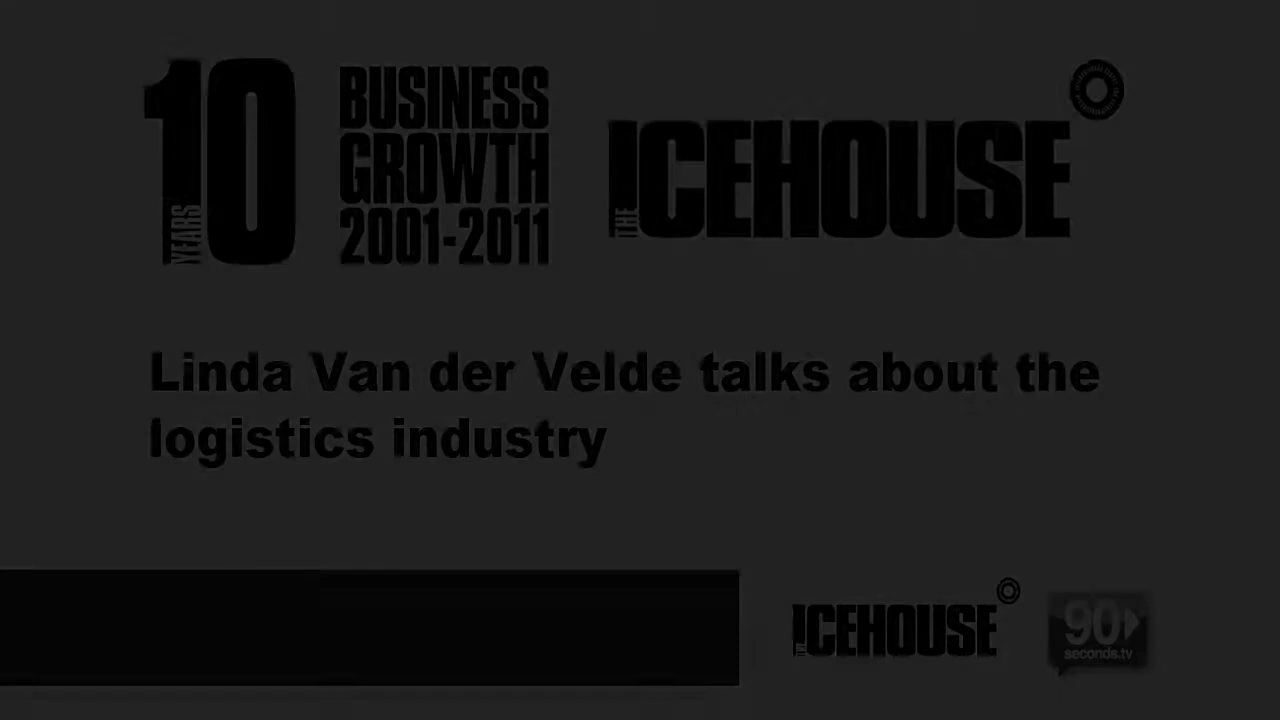 10 YEARS
BUSINESS
GROWTH
2001-2011
THE ICEHOUSE
Linda Van der Velde talks about the
logistics industry
THE ICEHOUSE
90
seconds.tv